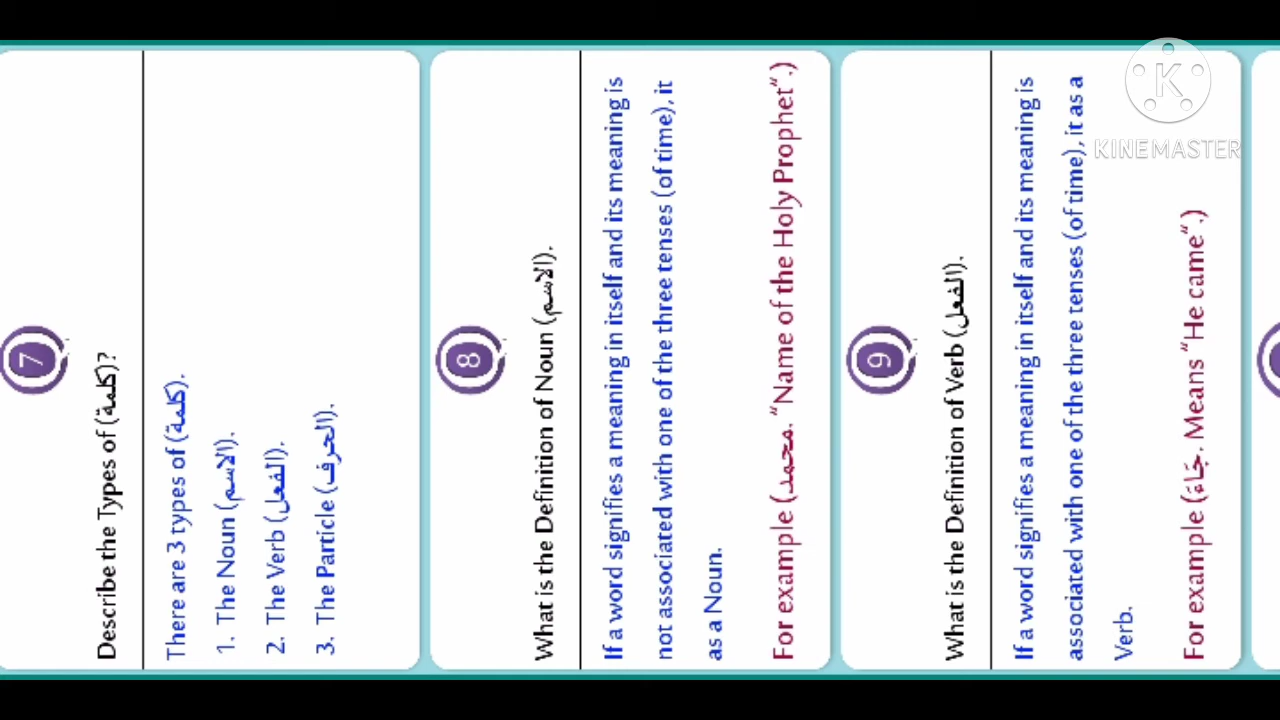 7
Describe the Types of (كلمة)?
There are 3 types of (كلمة).
1. The Noun (الاسم).
2. The Verb (الفعل).
3. The Particle (الحرف).
8
What is the Definition of Noun (الاسم).
If a word signifies a meaning in itself and its meaning is
not associated with one of the three tenses (of time), it
as a Noun.
For example (محمد. “Name of the Holy Prophet“.)
9
What is the Definition of Verb (الفعل).
If a word signifies a meaning in itself and its meaning is
associated with one of the three tenses (of time), it as a
Verb.
For example (جَاءَ. Means “He came“.)
K
KINEMASTER